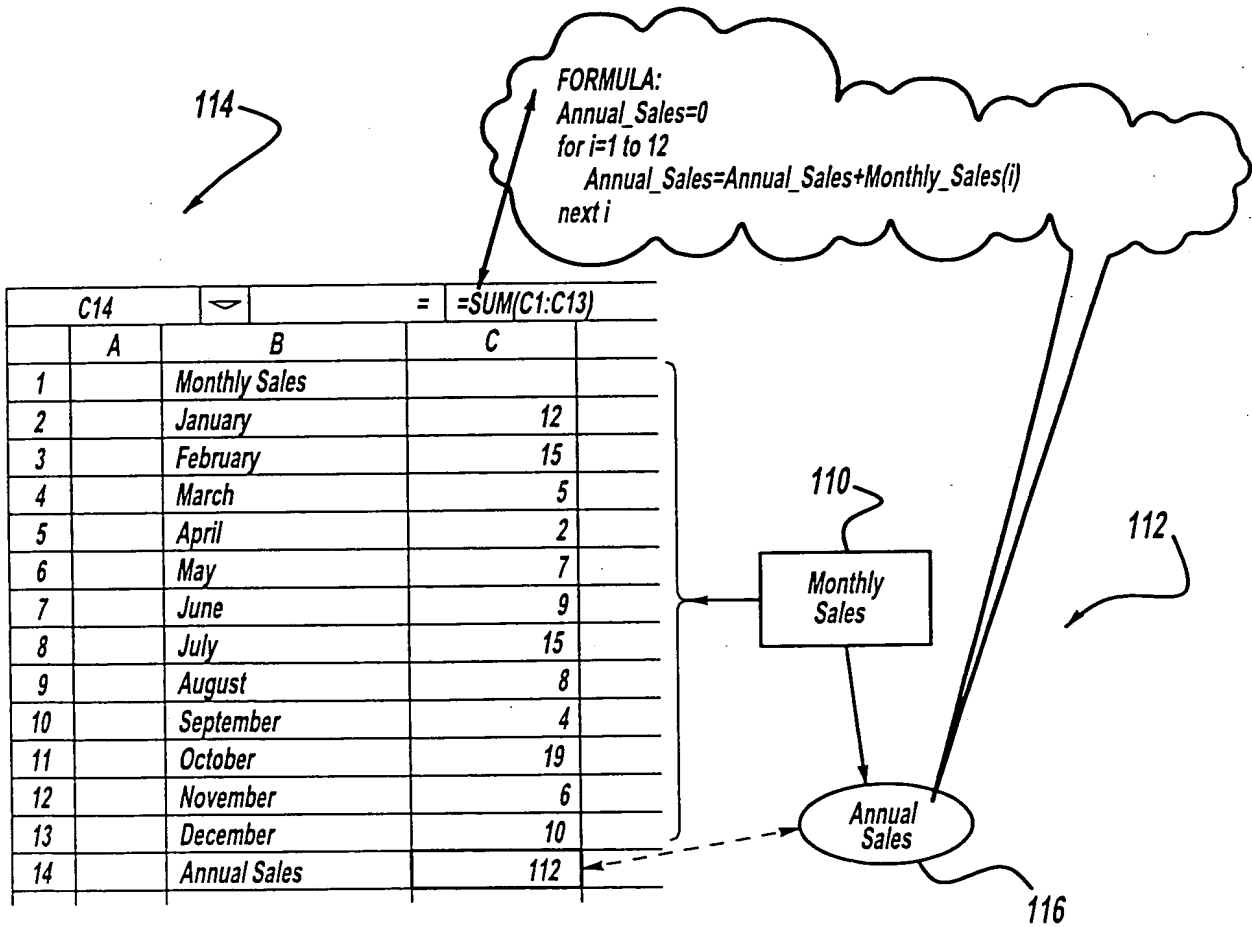 FORMULA:
Annual_Sales=0
for i=1 to 12
Annual_Sales=Annual_Sales+Monthly_Sales(i)
next i
114
C14 = =SUM(C1:C13)
A B C
1 Monthly Sales
2 January 12
3 February 15
4 March 5
5 April 2
6 May 7
7 June 9
8 July 15
9 August 8
10 September 4
11 October 19
12 November 6
13 December 10
14 Annual Sales 112
110
Monthly
Sales
112
Annual
Sales
116